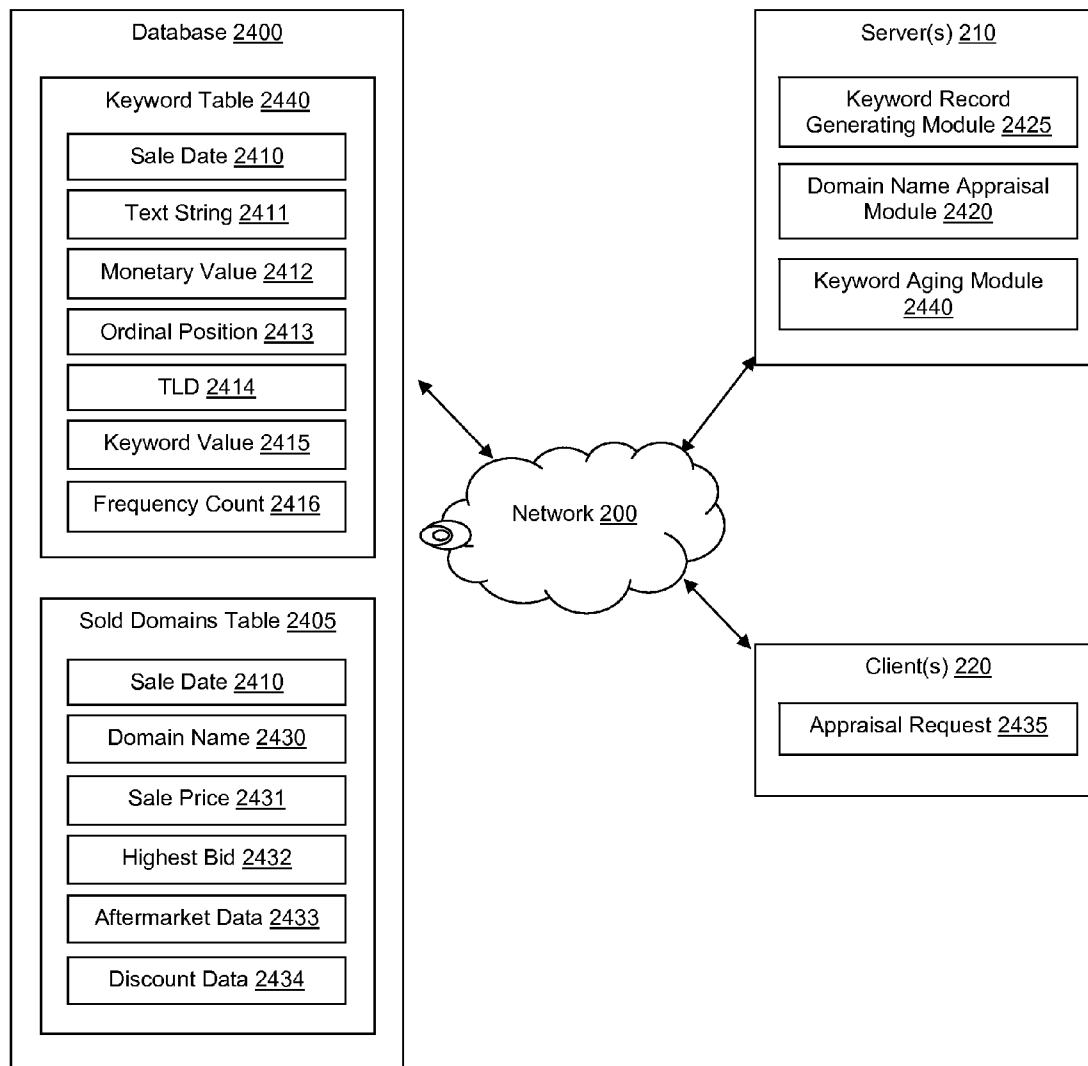 Database 2400
Keyword Table 2440
Sale Date 2410
Text String 2411
Monetary Value 2412
Ordinal Position 2413
TLD 2414
Keyword Value 2415
Frequency Count 2416
Sold Domains Table 2405
Sale Date 2410
Domain Name 2430
Sale Price 2431
Highest Bid 2432
Aftermarket Data 2433
Discount Data 2434
Network 200
Server(s) 210
Keyword Record
Generating Module 2425
Domain Name Appraisal
Module 2420
Keyword Aging Module
2440
Client(s) 220
Appraisal Request 2435